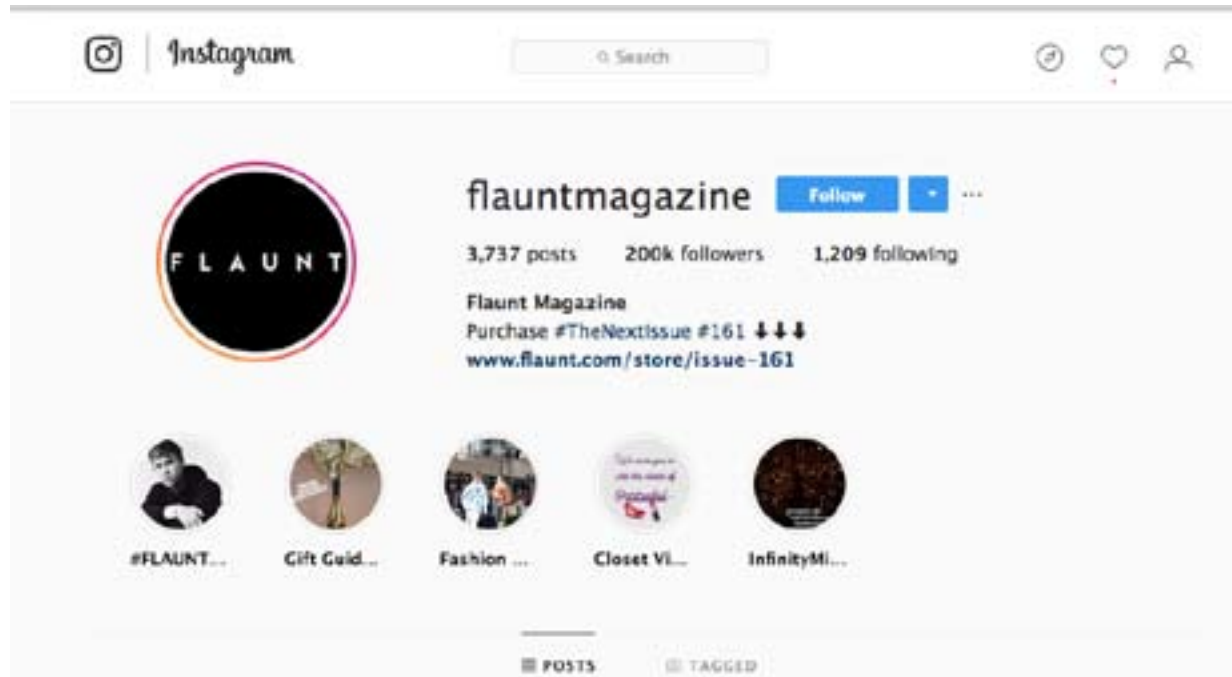 Instagram
Search
FLAUNT
flauntmagazine Follow ...
3,737 posts 200k followers 1,209 following
Flaunt Magazine
Purchase #TheNextIssue #161 ⬇⬇⬇
www.flaunt.com/store/issue-161
Grateful
#FLAUNT... Gift Guid... Fashion ... Closet Vi... InfinityMi...
POSTS TAGGED